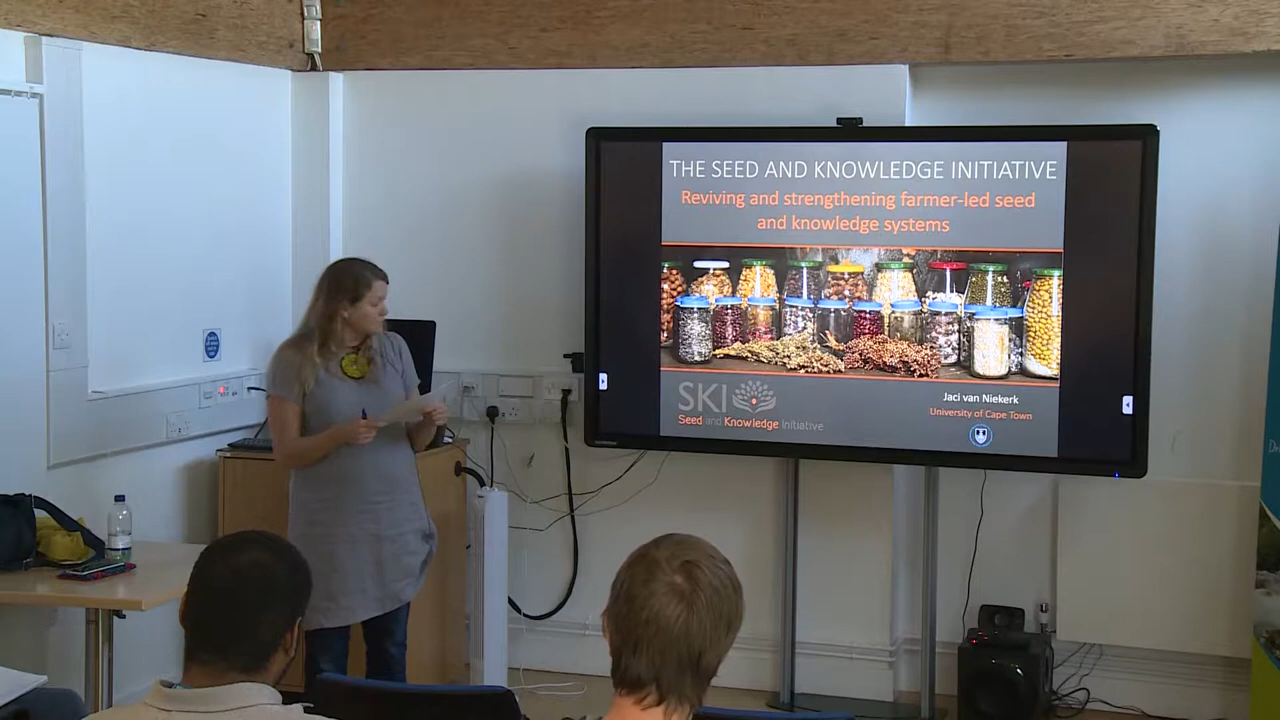 THE SEED AND KNOWLEDGE INITIATIVE
Reviving and strengthening farmer-led seed
and knowledge systems
SKI
Seed and Knowledge Initiative
Jaci van Niekerk
University of Cape Town